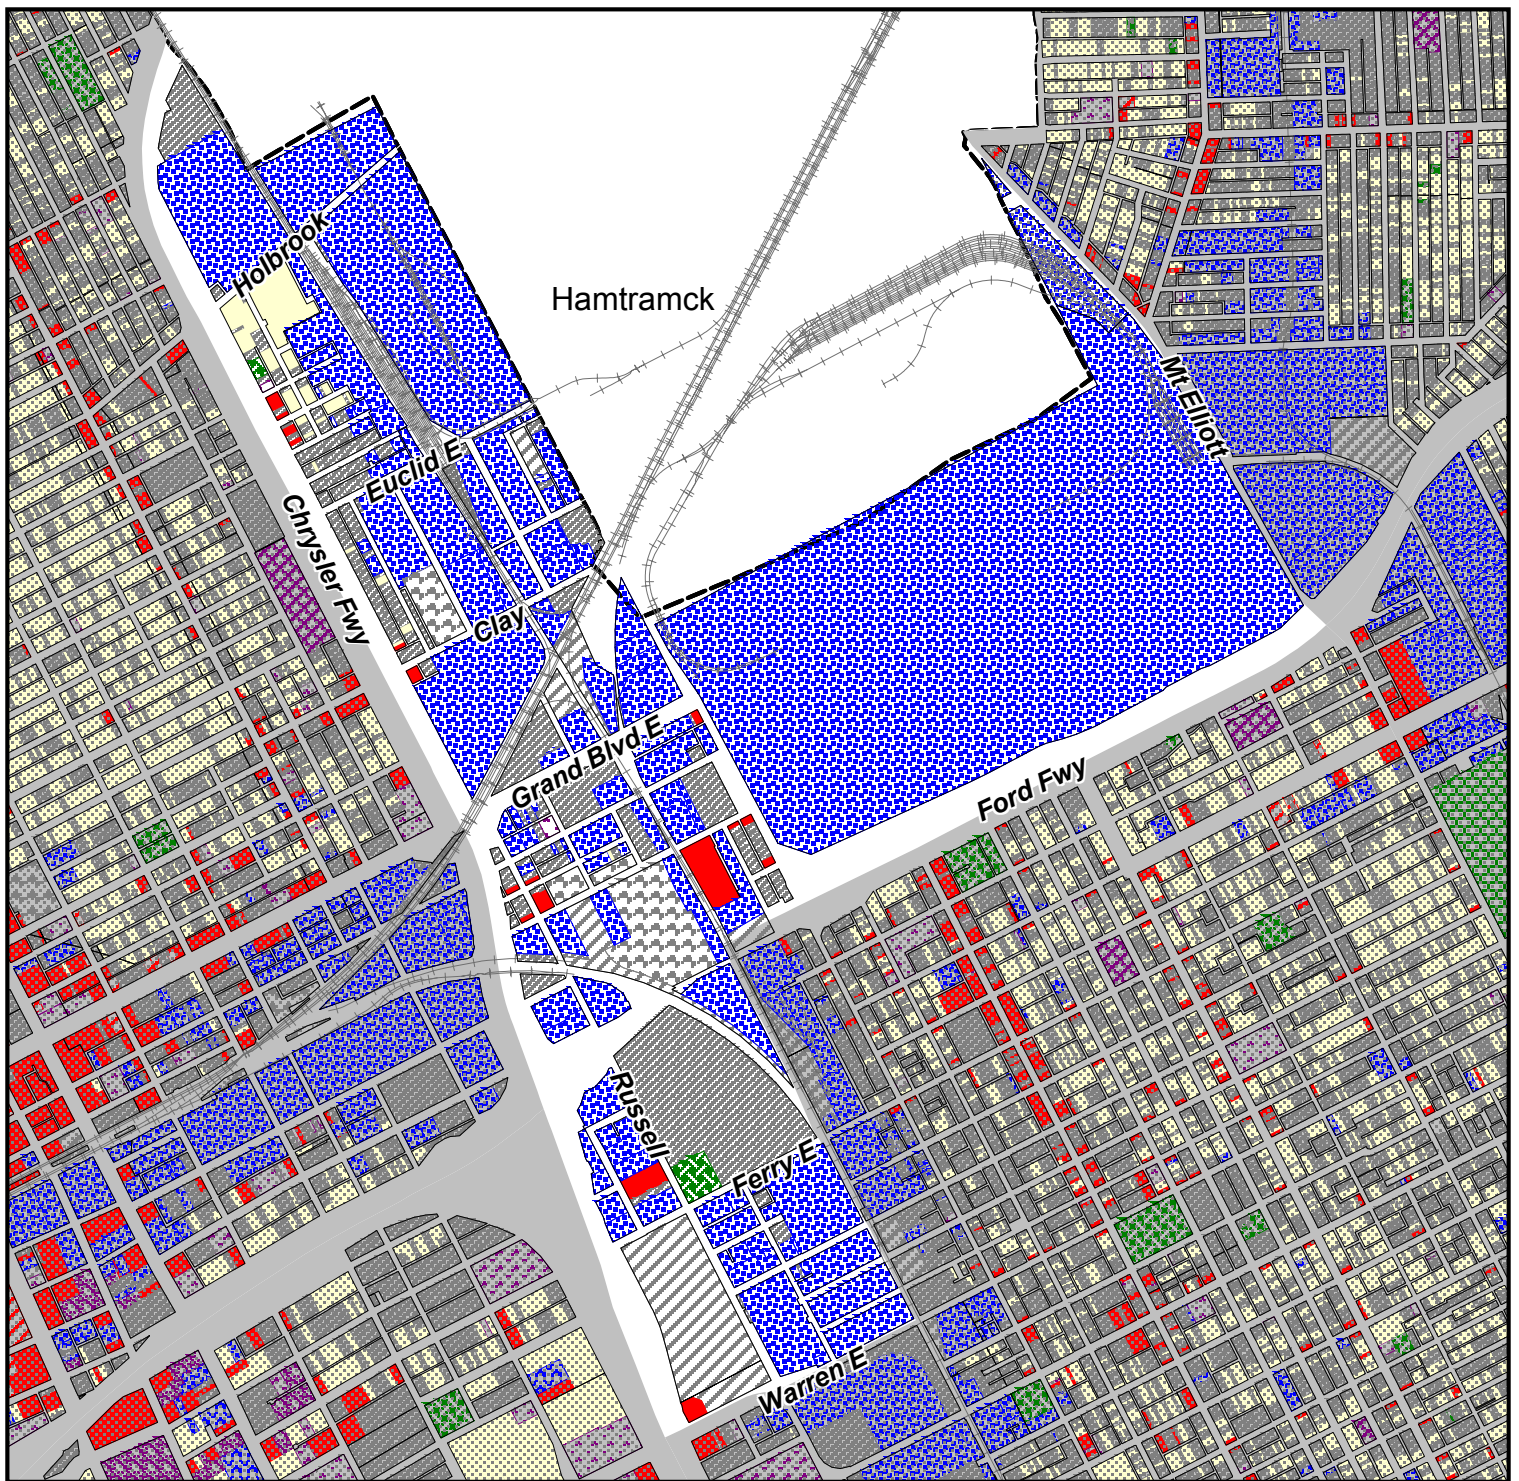 Holbrook
Hamtramck
Mt Elliott
Euclid E
Chrysler Fwy
Clay
Grand Blvd E
Ford Fwy
Russell
Ferry E
Warren E